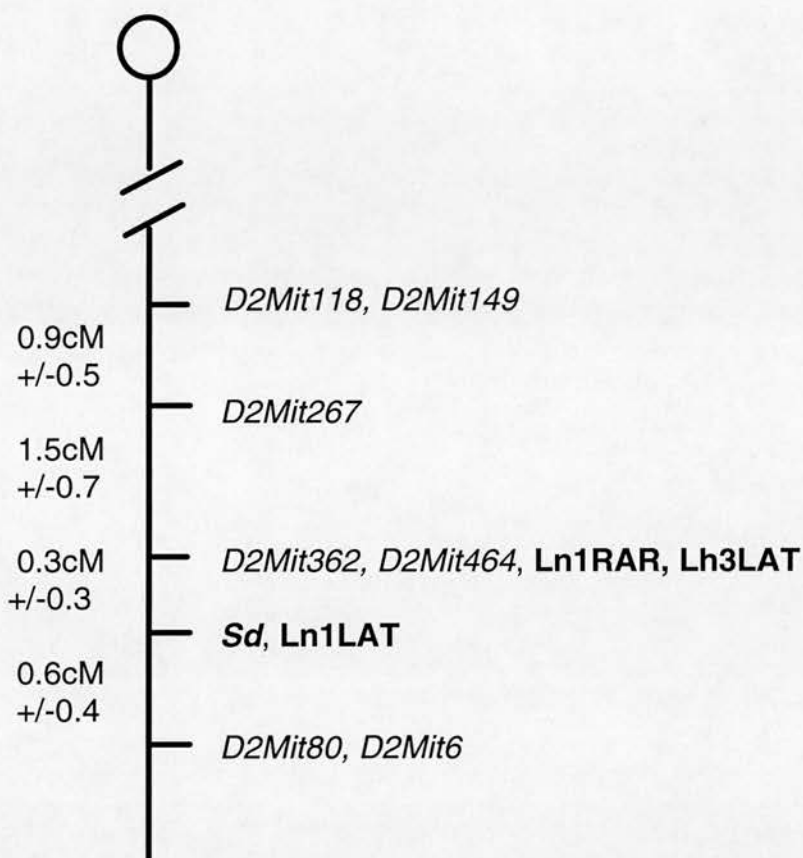 D2Mit118, D2Mit149
0.9cM
+/-0.5
D2Mit267
1.5cM
+/-0.7
D2Mit362, D2Mit464, Ln1RAR, Lh3LAT
0.3cM
+/-0.3
Sd, Ln1LAT
0.6cM
+/-0.4
D2Mit80, D2Mit6